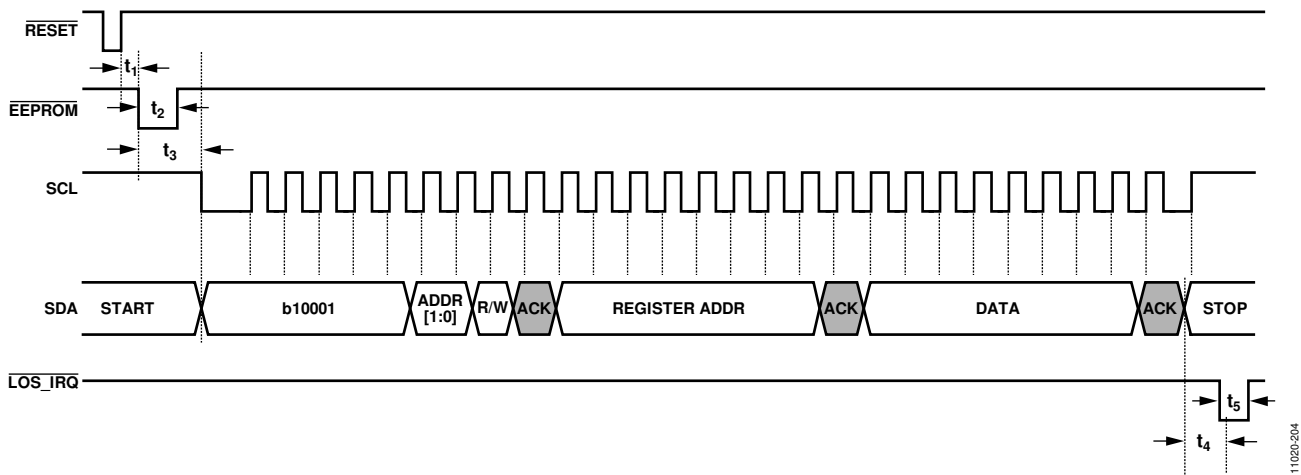 RESET
t1
EEPROM
t2
t3
SCL
SDA START b10001 ADDR [1:0] R/W ACK REGISTER ADDR ACK DATA ACK STOP
LOS_IRQ
t5
t4
11020-204